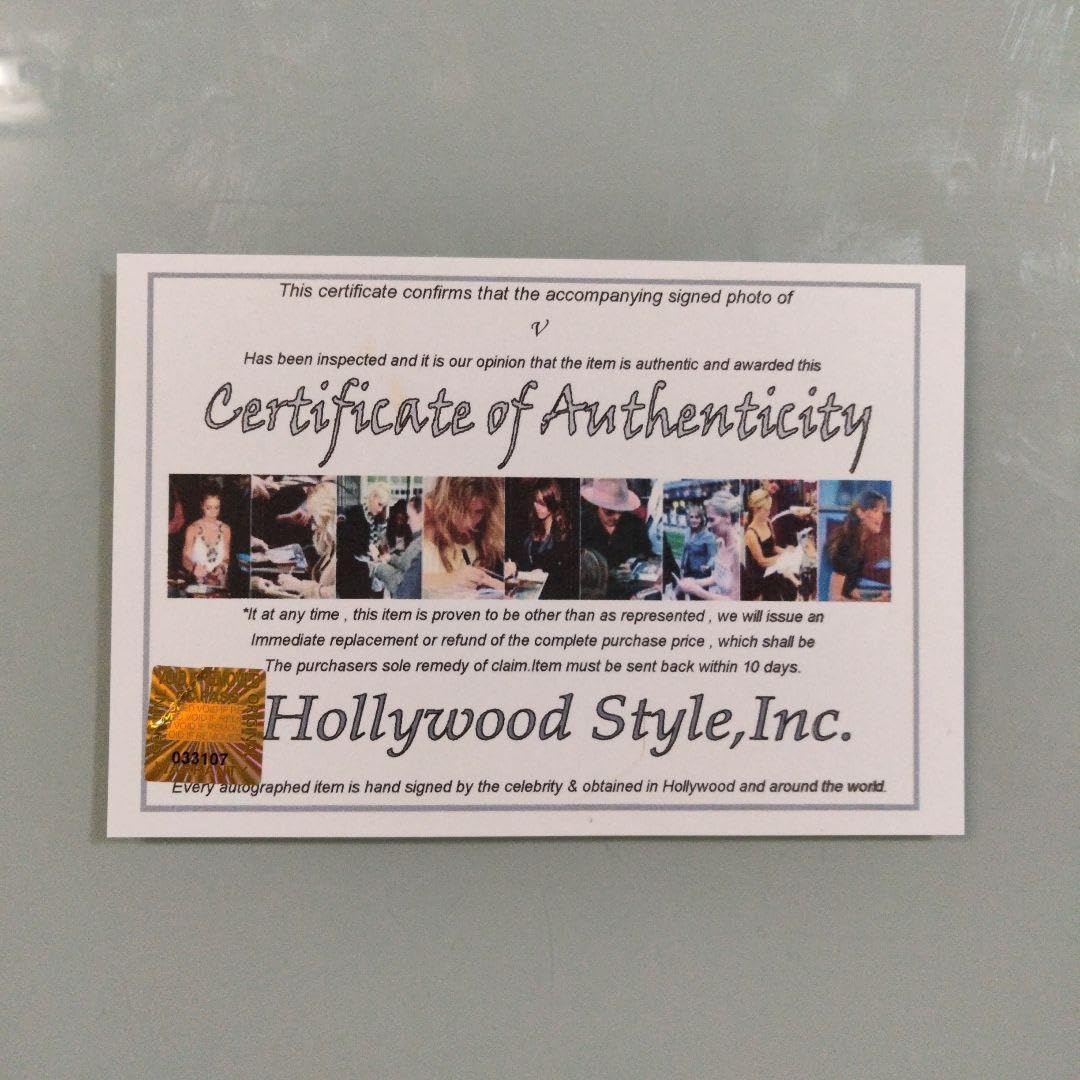 This certificate confirms that the accompanying signed photo of
V
Has been inspected and it is our opinion that the item is authentic and awarded this
Certificate of Authenticity
*It at any time , this item is proven to be other than as represented , we will issue an
Immediate replacement or refund of the complete purchase price , which shall be
The purchasers sole remedy of claim.Item must be sent back within 10 days.
VOID IF REMOVED
033107
Hollywood Style,Inc.
Every autographed item is hand signed by the celebrity & obtained in Hollywood and around the world.